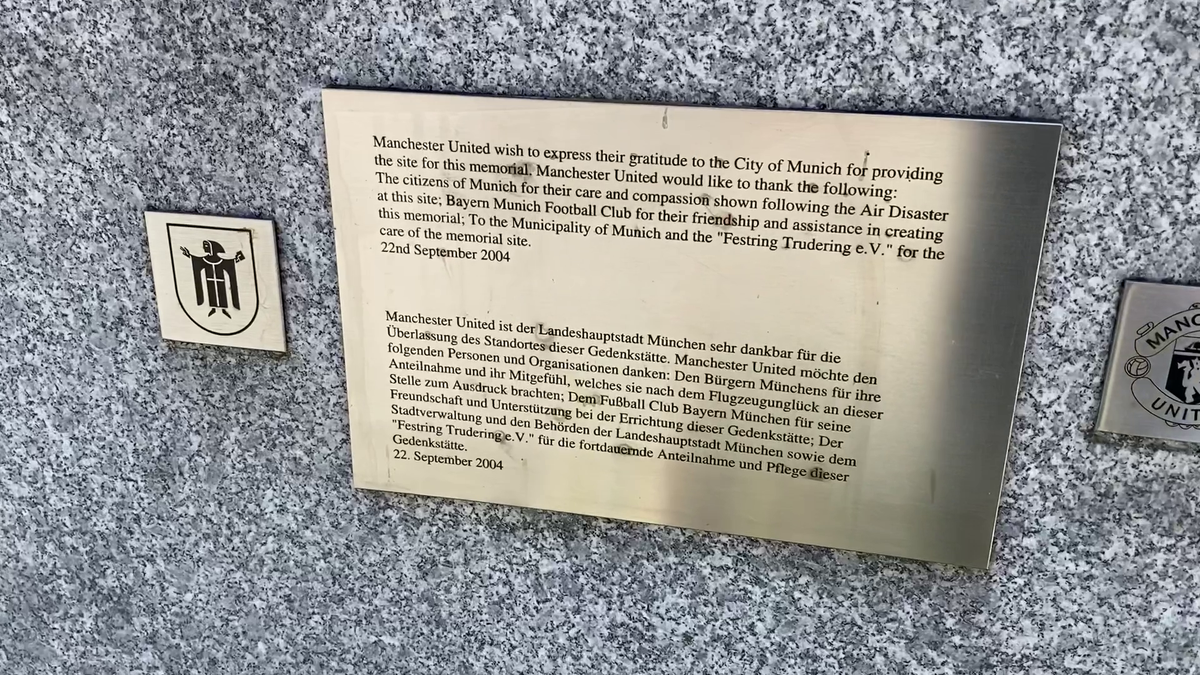 Manchester United wish to express their gratitude to the City of Munich for providing
the site for this memorial. Manchester United would like to thank the following:
The citizens of Munich for their care and compassion shown following the Air Disaster
at this site; Bayern Munich Football Club for their friendship and assistance in creating
this memorial; To the Municipality of Munich and the "Festring Trudering e.V." for the
care of the memorial site.
22nd September 2004
Manchester United ist der Landeshauptstadt München sehr dankbar für die
Überlassung des Standortes dieser Gedenkstätte. Manchester United möchte den
folgenden Personen und Organisationen danken: Den Bürgern Münchens für ihre
Anteilnahme und ihr Mitgefühl, welches sie nach dem Flugzeugunglück an dieser
Stelle zum Ausdruck brachten; Dem Fußball Club Bayern München für seine
Freundschaft und Unterstützung bei der Errichtung dieser Gedenkstätte; Der
Stadtverwaltung und den Behörden der Landeshauptstadt München sowie dem
"Festring Trudering e.V." für die fortdauernde Anteilnahme und Pflege dieser
Gedenkstätte.
22. September 2004